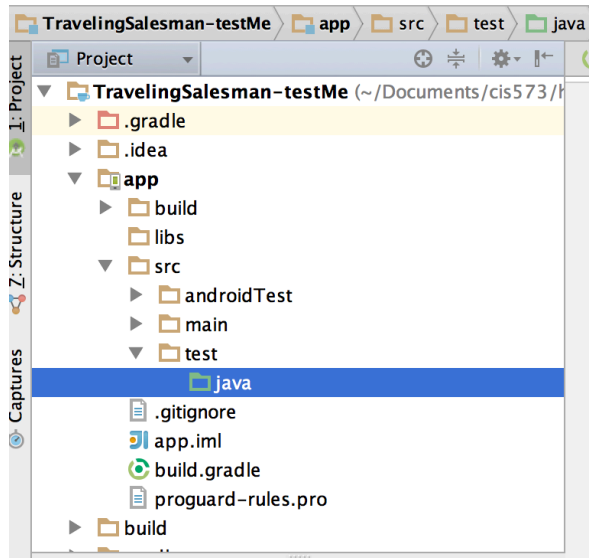 TravelingSalesman-testMe app src test java
Project
1: Project
7: Structure
Captures
TravelingSalesman-testMe (~/Documents/cis573/
.gradle
.idea
app
build
libs
src
androidTest
main
test
java
.gitignore
app.iml
build.gradle
proguard-rules.pro
build